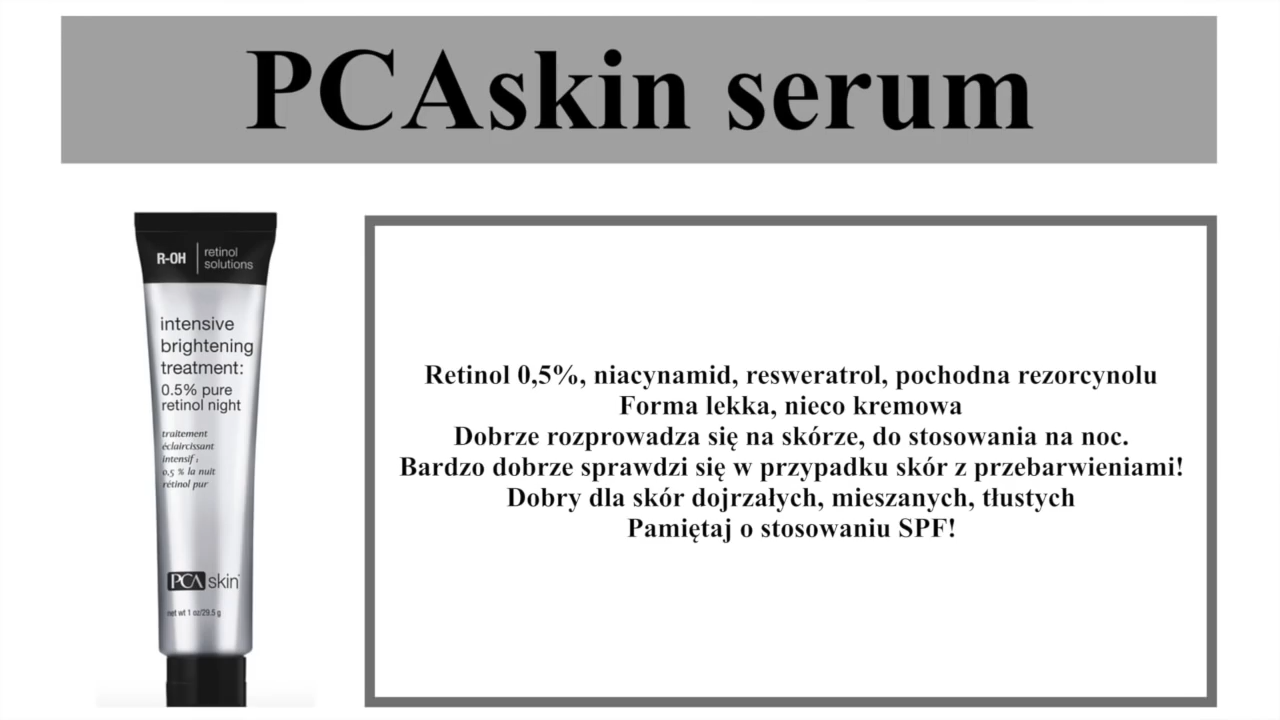 PCAskin serum
R-OH
retinol
solutions
intensive
brightening
treatment:
0.5% pure
retinol night
traitement
éclaircissant
intensif :
0,5 % la nuit
rétinol pur
PCA skin
net wt 1 oz/29.5 g
Retinol 0,5%, niacynamid, resweratrol, pochodna rezorcynolu
Forma lekka, nieco kremowa
Dobrze rozprowadza się na skórze, do stosowania na noc.
Bardzo dobrze sprawdzi się w przypadku skór z przebarwieniami!
Dobry dla skór dojrzałych, mieszanych, tłustych
Pamiętaj o stosowaniu SPF!